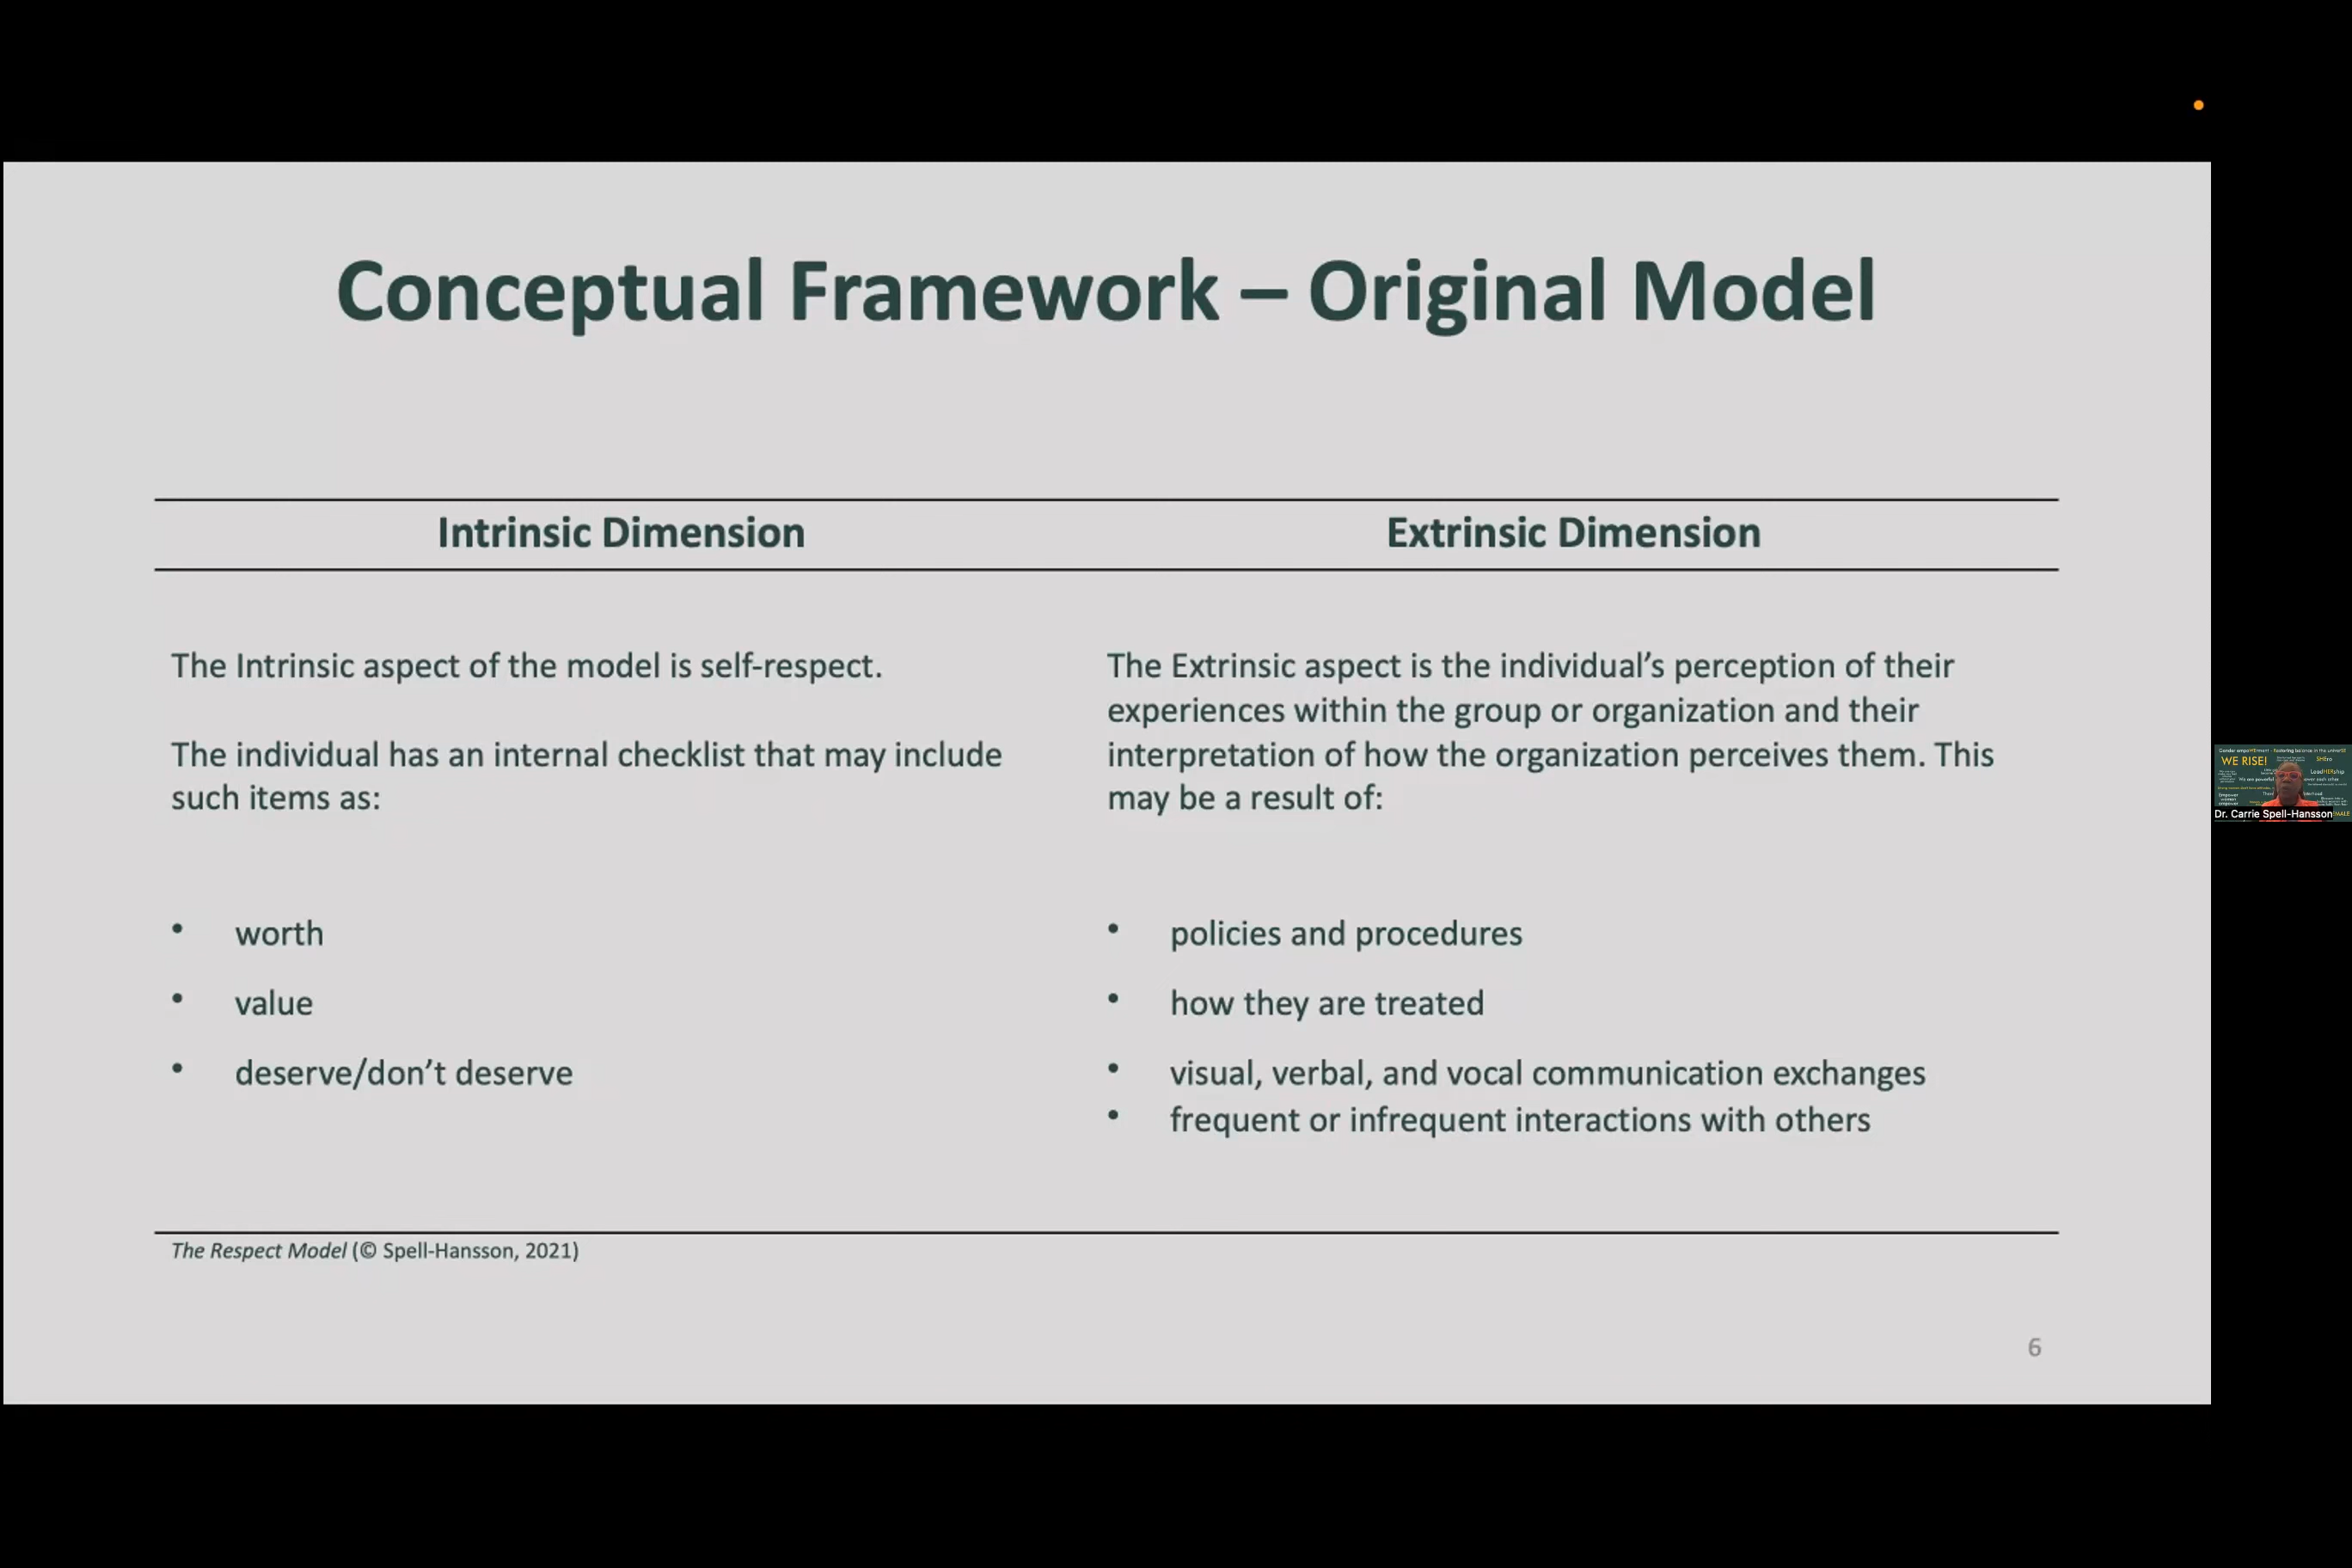 Conceptual Framework – Original Model
Intrinsic Dimension
Extrinsic Dimension
The Intrinsic aspect of the model is self-respect.
The individual has an internal checklist that may include
such items as:
• worth
• value
• deserve/don’t deserve
The Extrinsic aspect is the individual’s perception of their
experiences within the group or organization and their
interpretation of how the organization perceives them. This
may be a result of:
• policies and procedures
• how they are treated
• visual, verbal, and vocal communication exchanges
• frequent or infrequent interactions with others
The Respect Model (© Spell-Hansson, 2021)
6
WE RISE!
SHEro
LeadHERship
Dr. Carrie Spell-Hansson